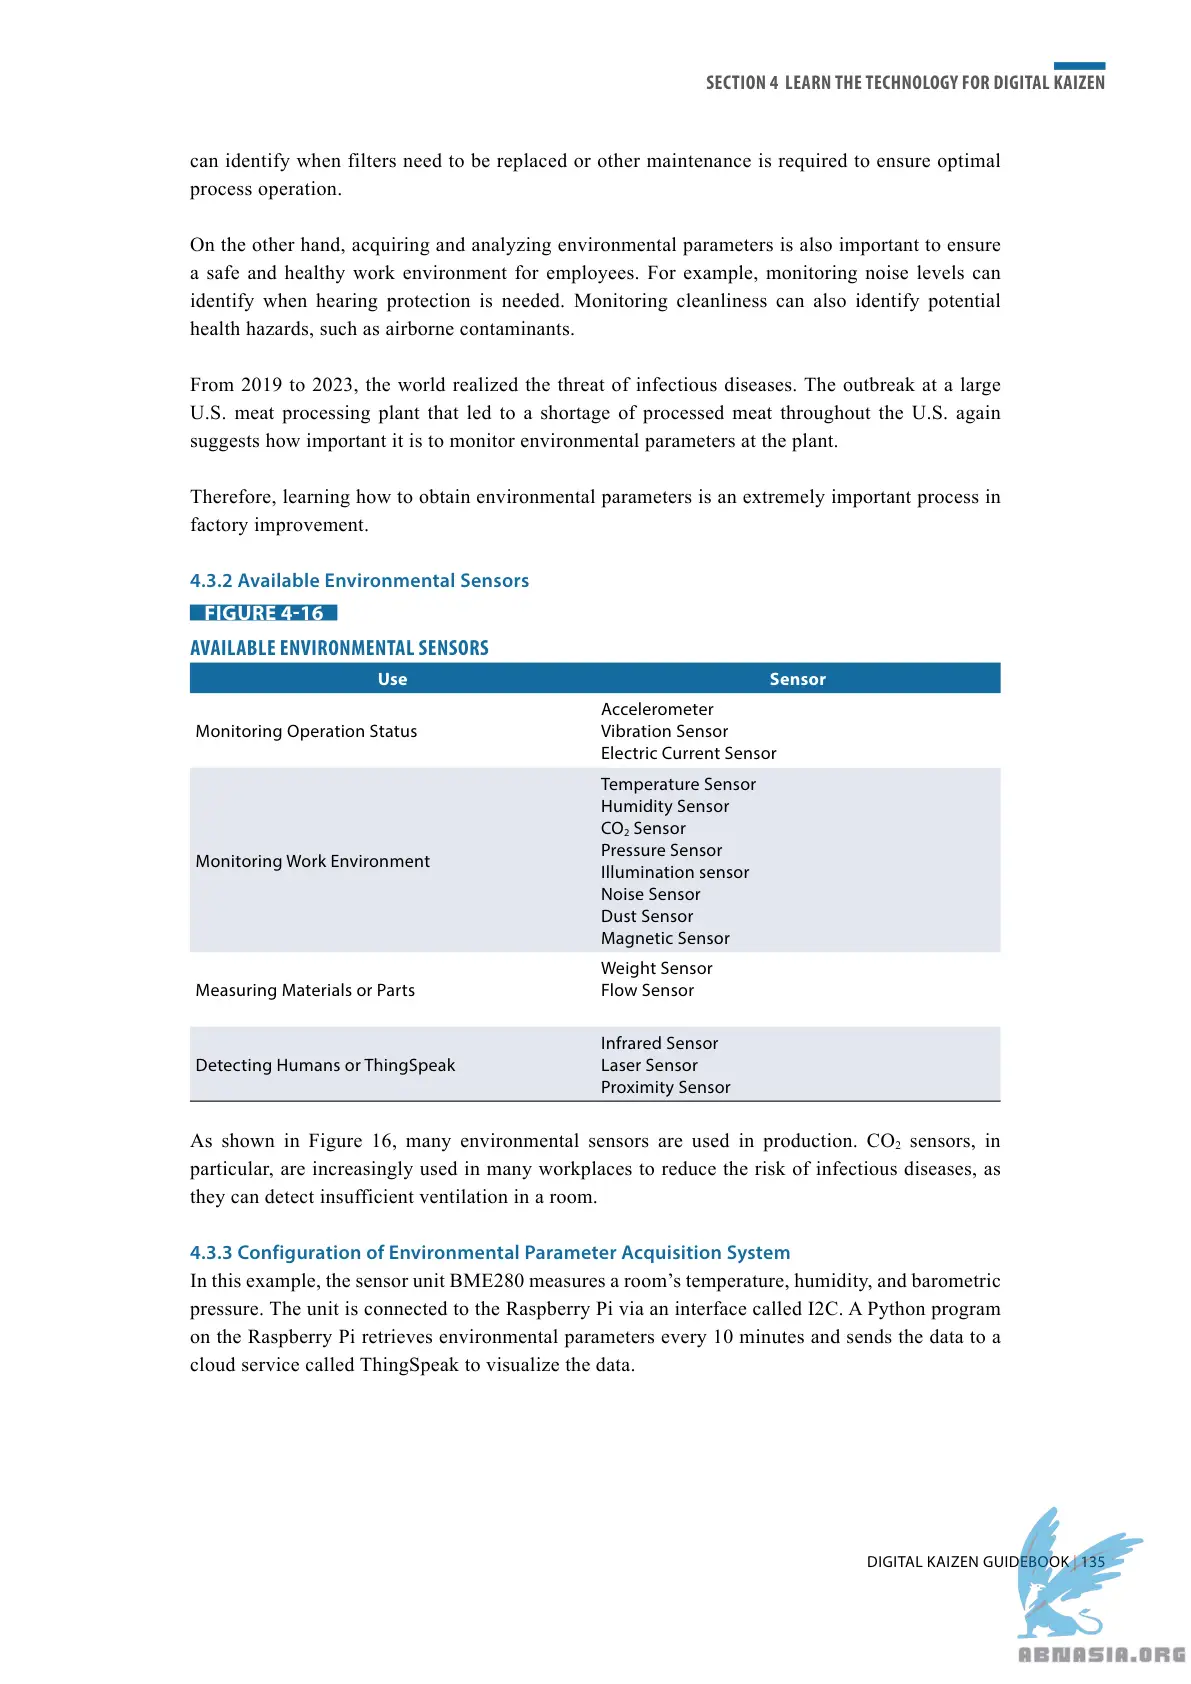 SECTION 4 LEARN THE TECHNOLOGY FOR DIGITAL KAIZEN
can identify when filters need to be replaced or other maintenance is required to ensure optimal
process operation.
On the other hand, acquiring and analyzing environmental parameters is also important to ensure
a safe and healthy work environment for employees. For example, monitoring noise levels can
identify when hearing protection is needed. Monitoring cleanliness can also identify potential
health hazards, such as airborne contaminants.
From 2019 to 2023, the world realized the threat of infectious diseases. The outbreak at a large
U.S. meat processing plant that led to a shortage of processed meat throughout the U.S. again
suggests how important it is to monitor environmental parameters at the plant.
Therefore, learning how to obtain environmental parameters is an extremely important process in
factory improvement.
4.3.2 Available Environmental Sensors
FIGURE 4-16
AVAILABLE ENVIRONMENTAL SENSORS
Use Sensor
Monitoring Operation Status
Accelerometer
Vibration Sensor
Electric Current Sensor
Monitoring Work Environment
Temperature Sensor
Humidity Sensor
CO₂ Sensor
Pressure Sensor
Illumination sensor
Noise Sensor
Dust Sensor
Magnetic Sensor
Measuring Materials or Parts
Weight Sensor
Flow Sensor
Detecting Humans or ThingSpeak
Infrared Sensor
Laser Sensor
Proximity Sensor
As shown in Figure 16, many environmental sensors are used in production. CO₂ sensors, in
particular, are increasingly used in many workplaces to reduce the risk of infectious diseases, as
they can detect insufficient ventilation in a room.
4.3.3 Configuration of Environmental Parameter Acquisition System
In this example, the sensor unit BME280 measures a room’s temperature, humidity, and barometric
pressure. The unit is connected to the Raspberry Pi via an interface called I2C. A Python program
on the Raspberry Pi retrieves environmental parameters every 10 minutes and sends the data to a
cloud service called ThingSpeak to visualize the data.
DIGITAL KAIZEN GUIDEBOOK | 135
ABNASIA.ORG